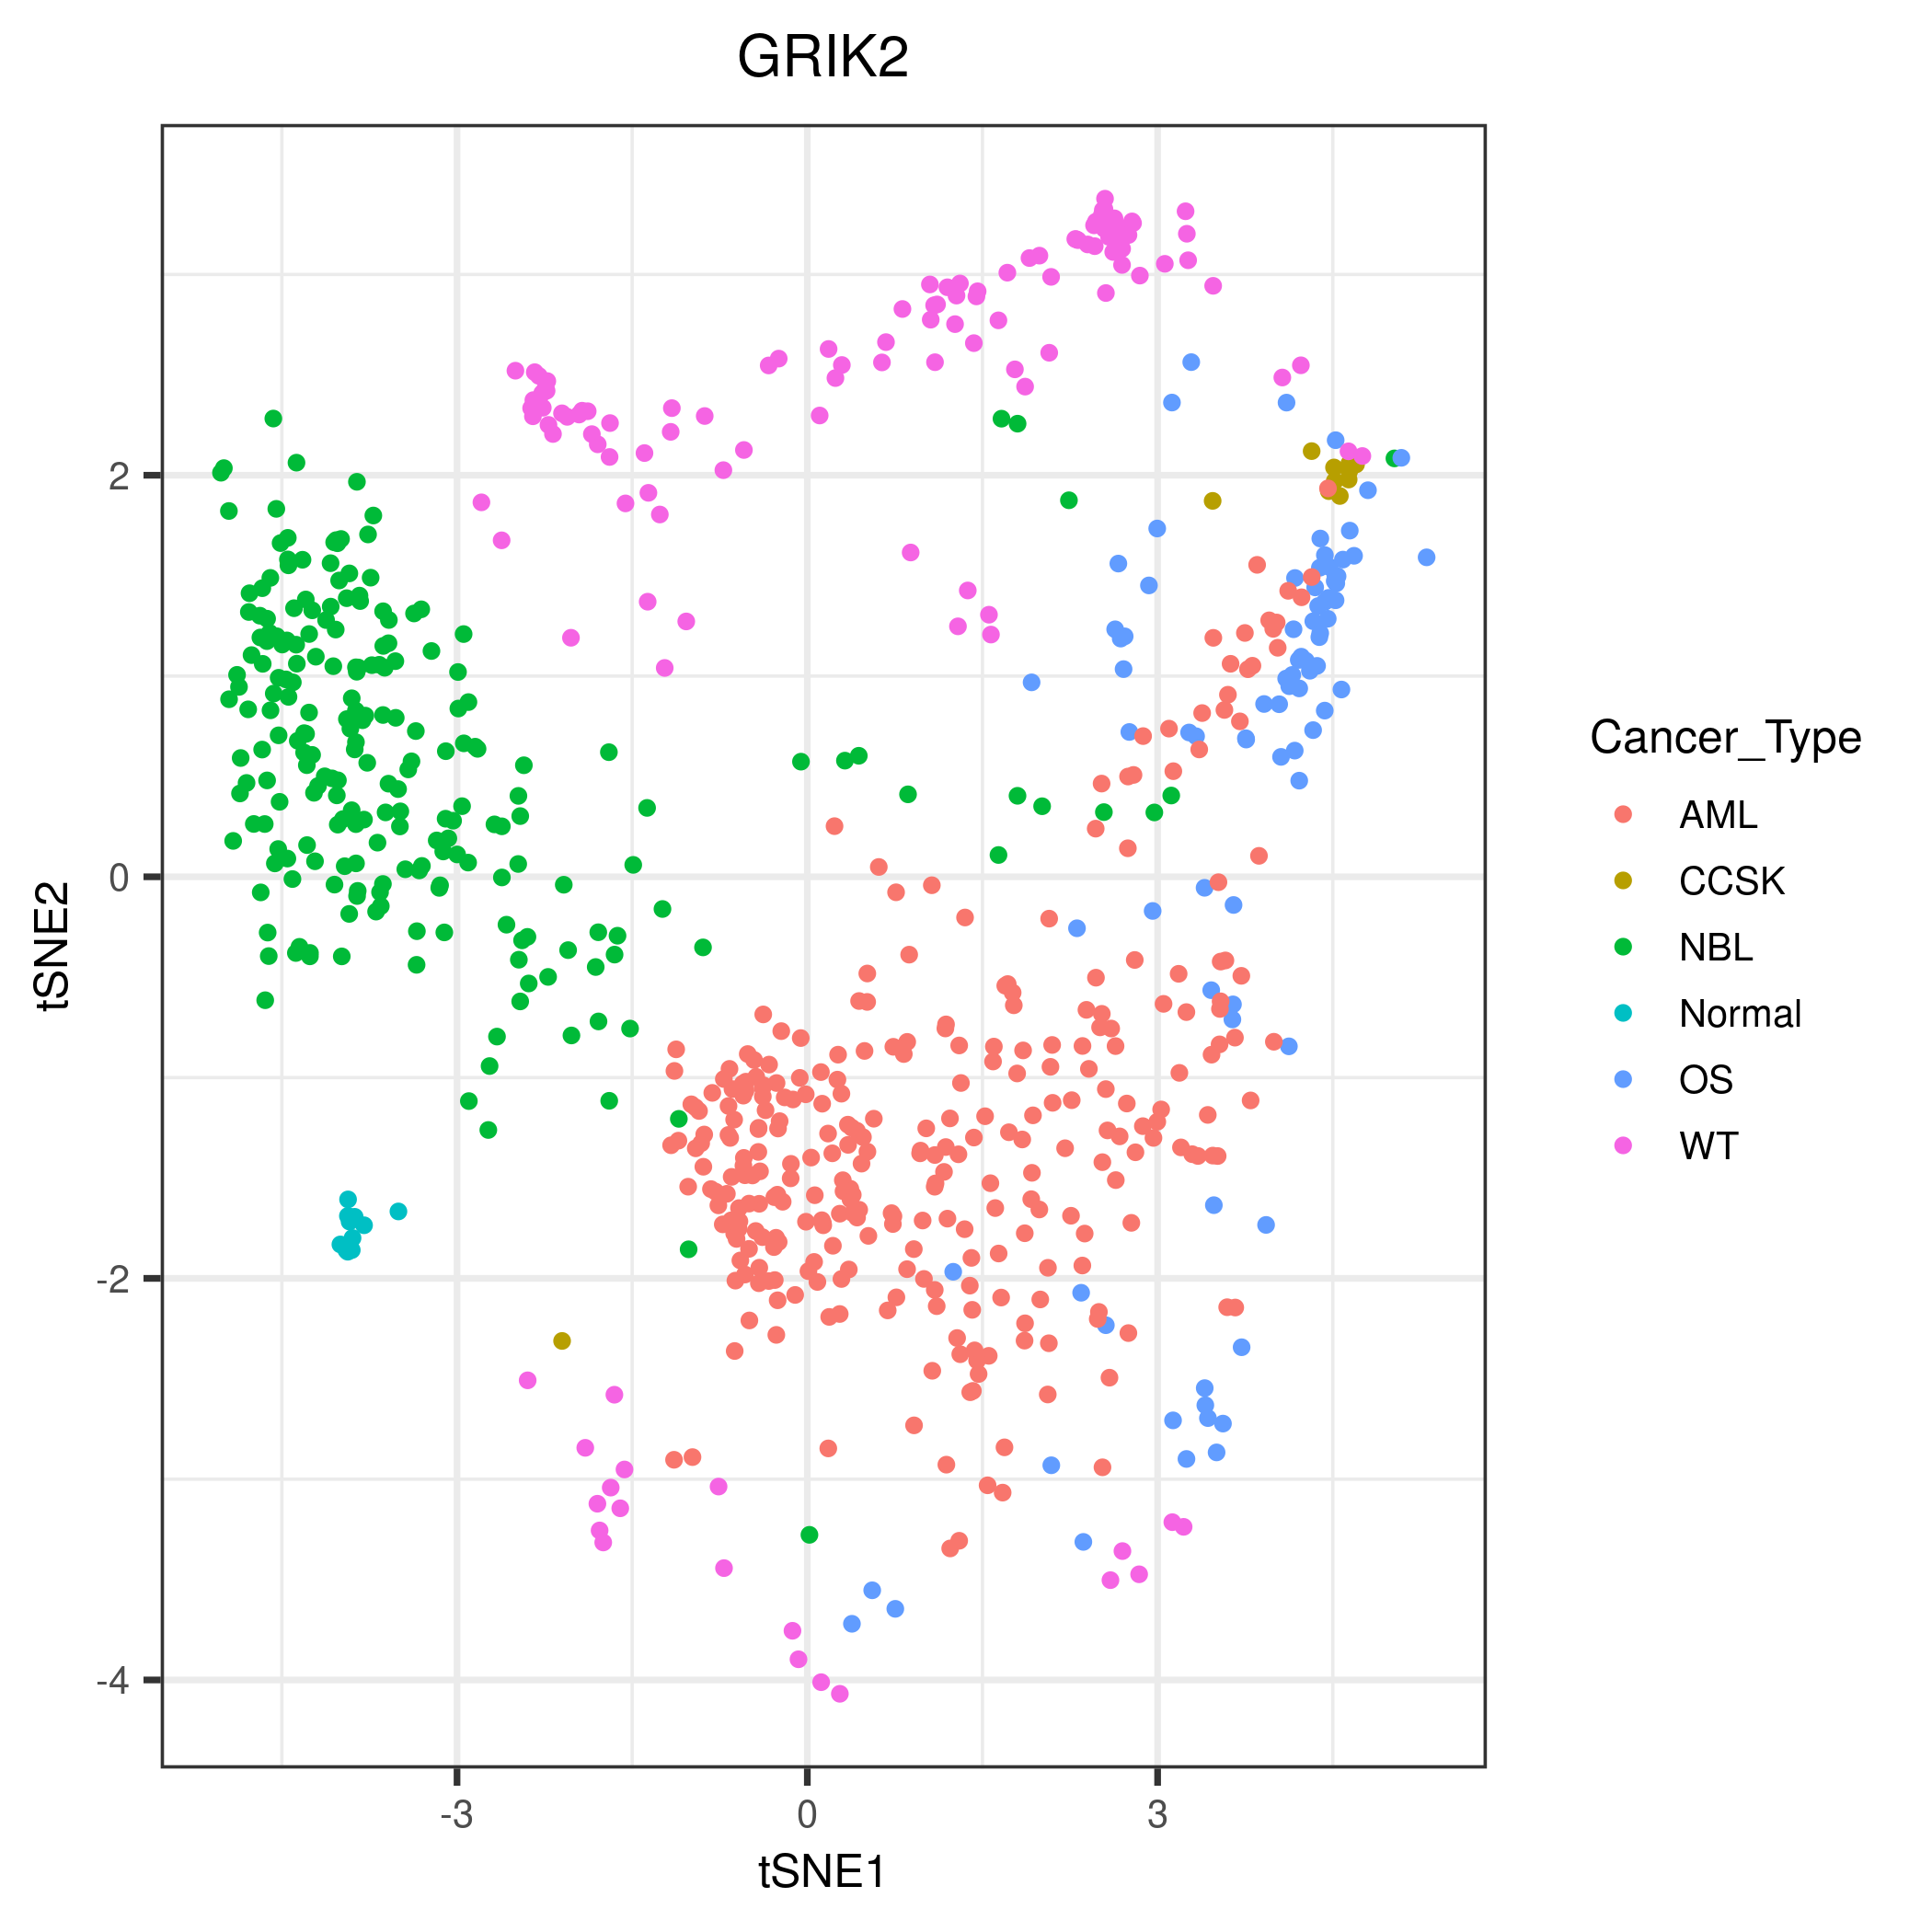 GRIK2
tSNE2
2
0
-2
-4
-3
0
3
tSNE1
Cancer_Type
AML
CCSK
NBL
Normal
OS
WT